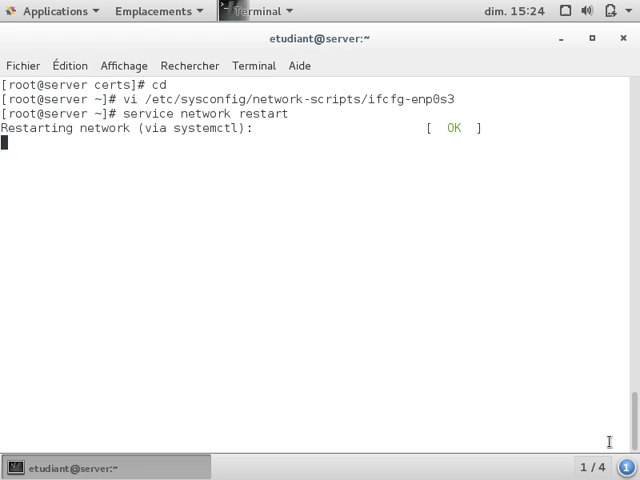 Applications Emplacements Terminal dim. 15:24
etudiant@server:~
Fichier Édition Affichage Rechercher Terminal Aide
[root@server certs]# cd
[root@server ~]# vi /etc/sysconfig/network-scripts/ifcfg-enp0s3
[root@server ~]# service network restart
Restarting network (via systemctl): [ OK ]
etudiant@server:~ 1 / 4 1